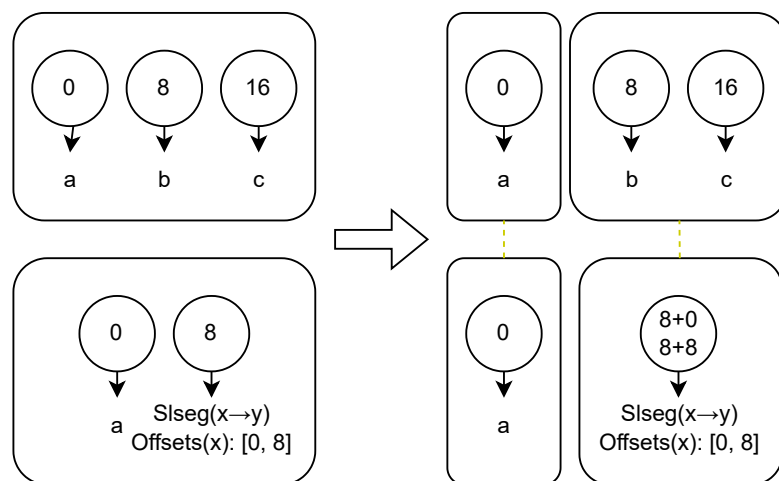 0 8 16
a b c
0 8
a Slseg(x→y)
Offsets(x): [0, 8]
0 8 16
a b c
0 8+0
8+8
a Slseg(x→y)
Offsets(x): [0, 8]